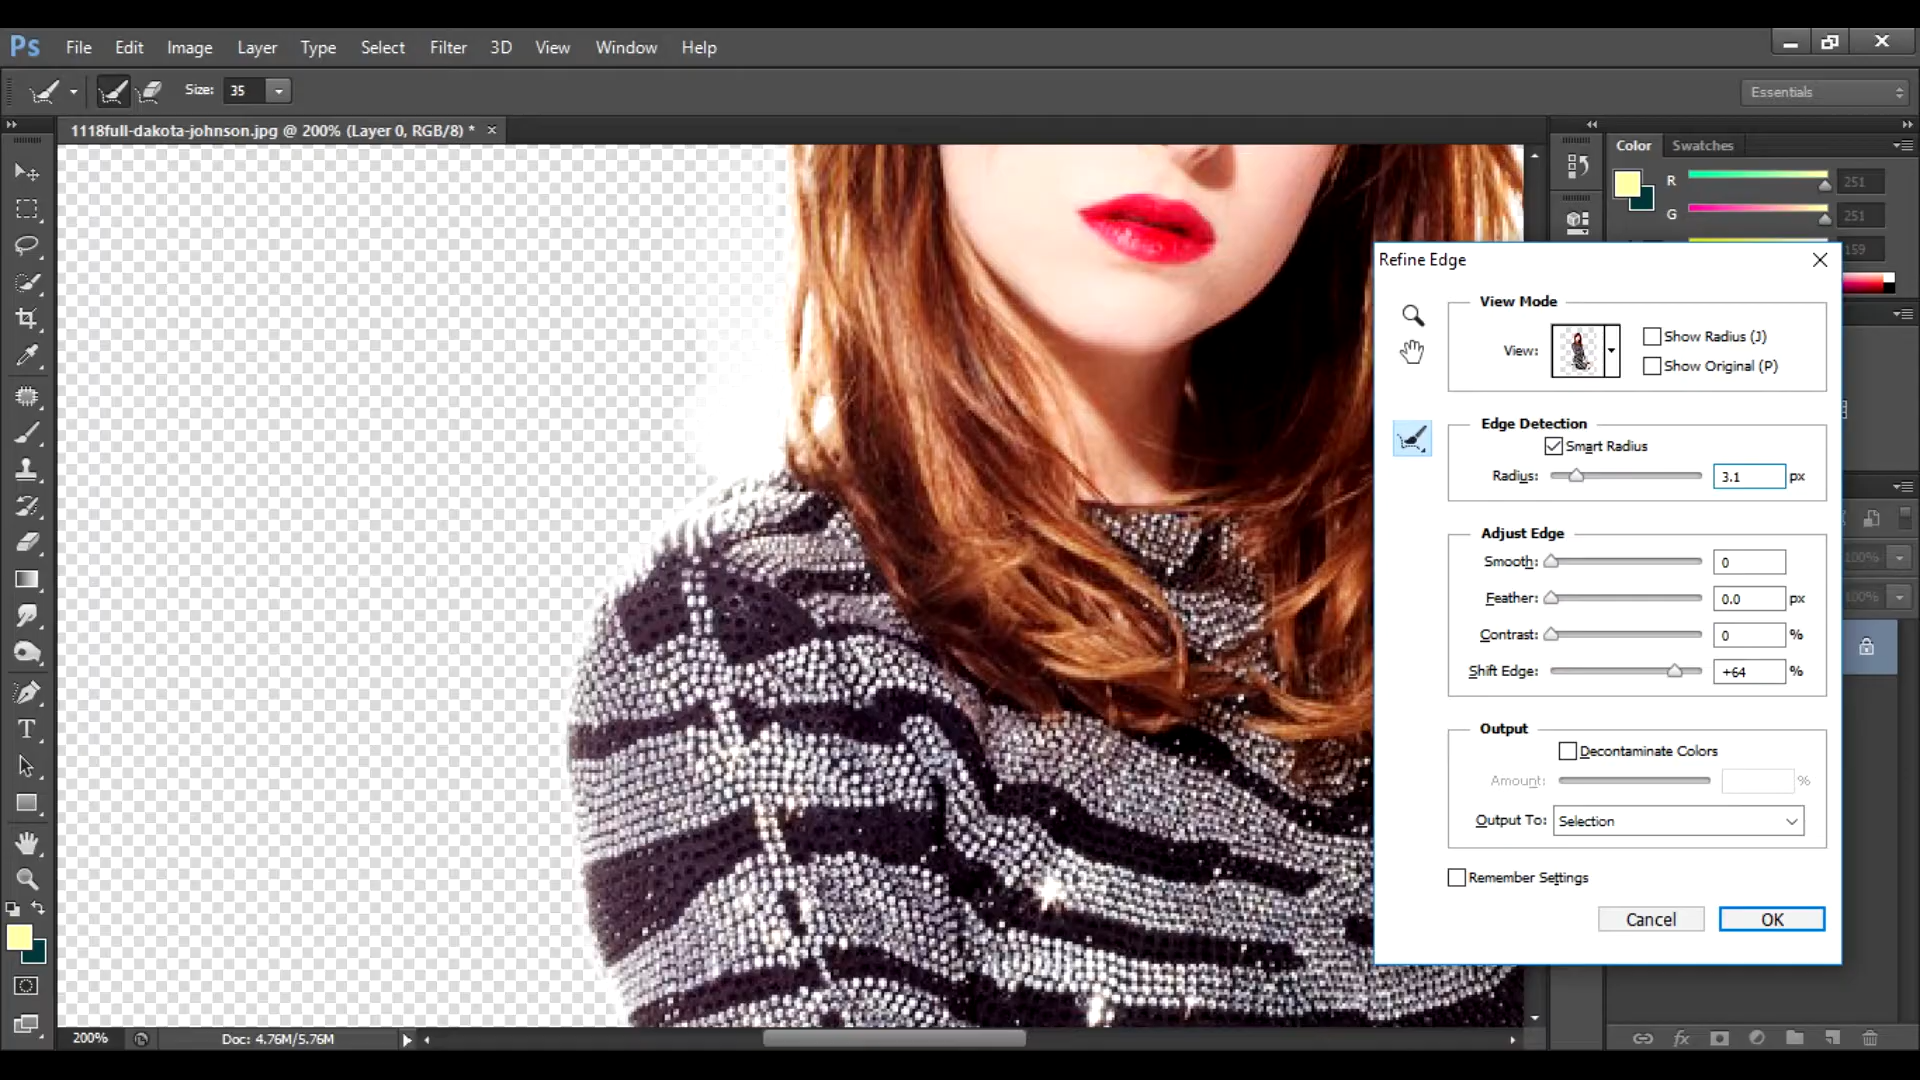 Ps File Edit Image Layer Type Select Filter 3D View Window Help
Size: 35
Essentials
1118full-dakota-johnson.jpg @ 200% (Layer 0, RGB/8) * ×
Color Swatches
R 251
G 251
159
Refine Edge
View Mode
View:
Show Radius (J)
Show Original (P)
Edge Detection
Smart Radius
Radius: 3.1 px
Adjust Edge
Smooth: 0
Feather: 0.0 px
Contrast: 0 %
Shift Edge: +64 %
100%
100%
Output
Decontaminate Colors
Amount: %
Output To: Selection
Remember Settings
Cancel OK
200% Doc: 4.76M/5.76M
fx